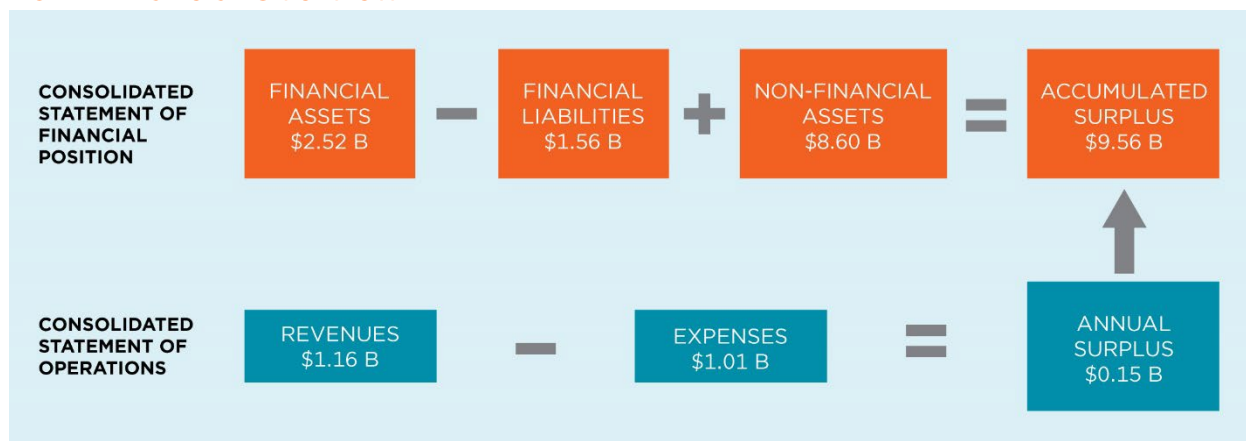 CONSOLIDATED
STATEMENT OF
FINANCIAL
POSITION
FINANCIAL
ASSETS
$2.52 B
FINANCIAL
LIABILITIES
$1.56 B
NON-FINANCIAL
ASSETS
$8.60 B
ACCUMULATED
SURPLUS
$9.56 B
CONSOLIDATED
STATEMENT OF
OPERATIONS
REVENUES
$1.16 B
EXPENSES
$1.01 B
ANNUAL
SURPLUS
$0.15 B